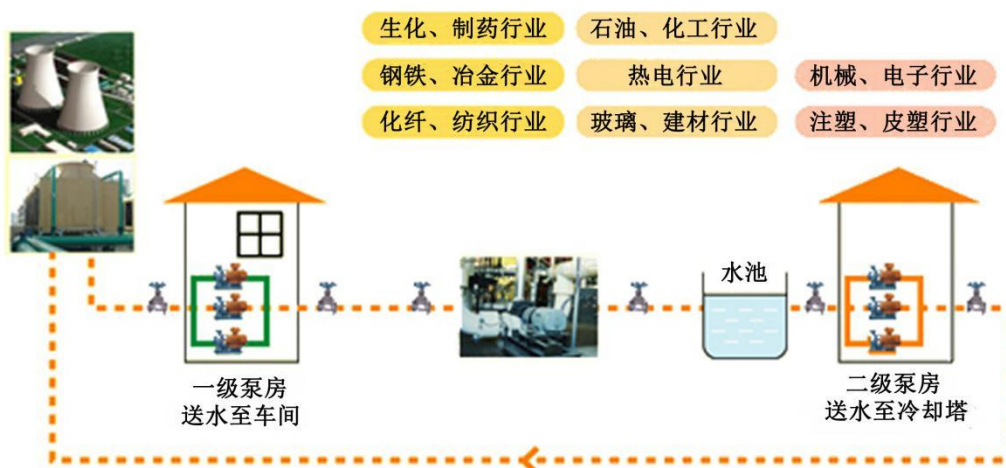 生化、制药行业
石油、化工行业
钢铁、冶金行业
热电行业
机械、电子行业
化纤、纺织行业
玻璃、建材行业
注塑、皮塑行业
水池
一级泵房
送水至车间
二级泵房
送水至冷却塔